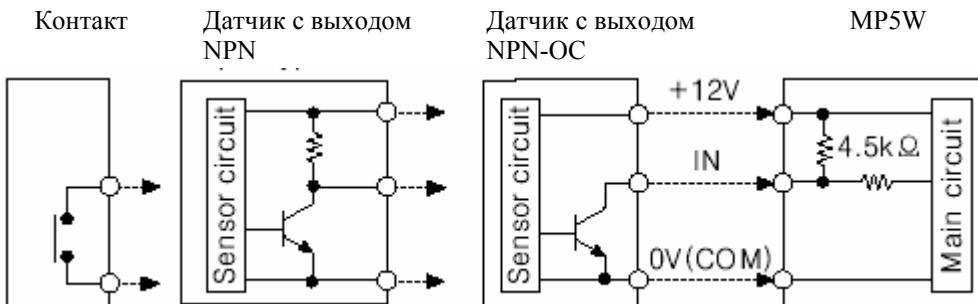 Контакт
Датчик с выходом
NPN
Датчик с выходом
NPN-OC
MP5W
Sensor circuit
Sensor circuit
+12V
IN
0V(COM)
4.5kΩ
Main circuit